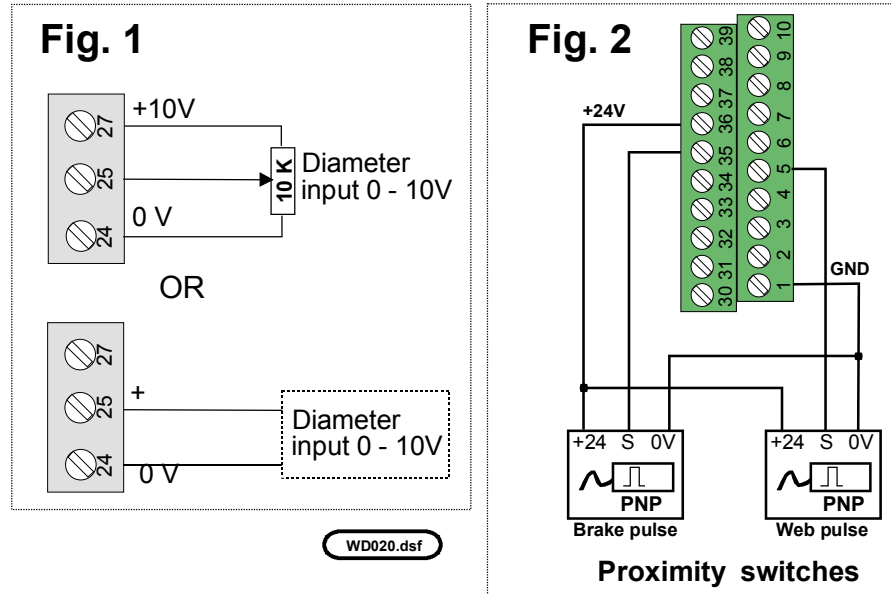 Fig. 1
27
25
24
+10V
0 V
10 K
Diameter
input 0 - 10V
OR
27
25
24
+
0 V
Diameter
input 0 - 10V
WD020.dsf
Fig. 2
39
38
37
36
35
34
33
32
31
30
10
9
8
7
6
5
4
3
2
1
+24V
GND
+24 S 0V
PNP
Brake pulse
+24 S 0V
PNP
Web pulse
Proximity switches